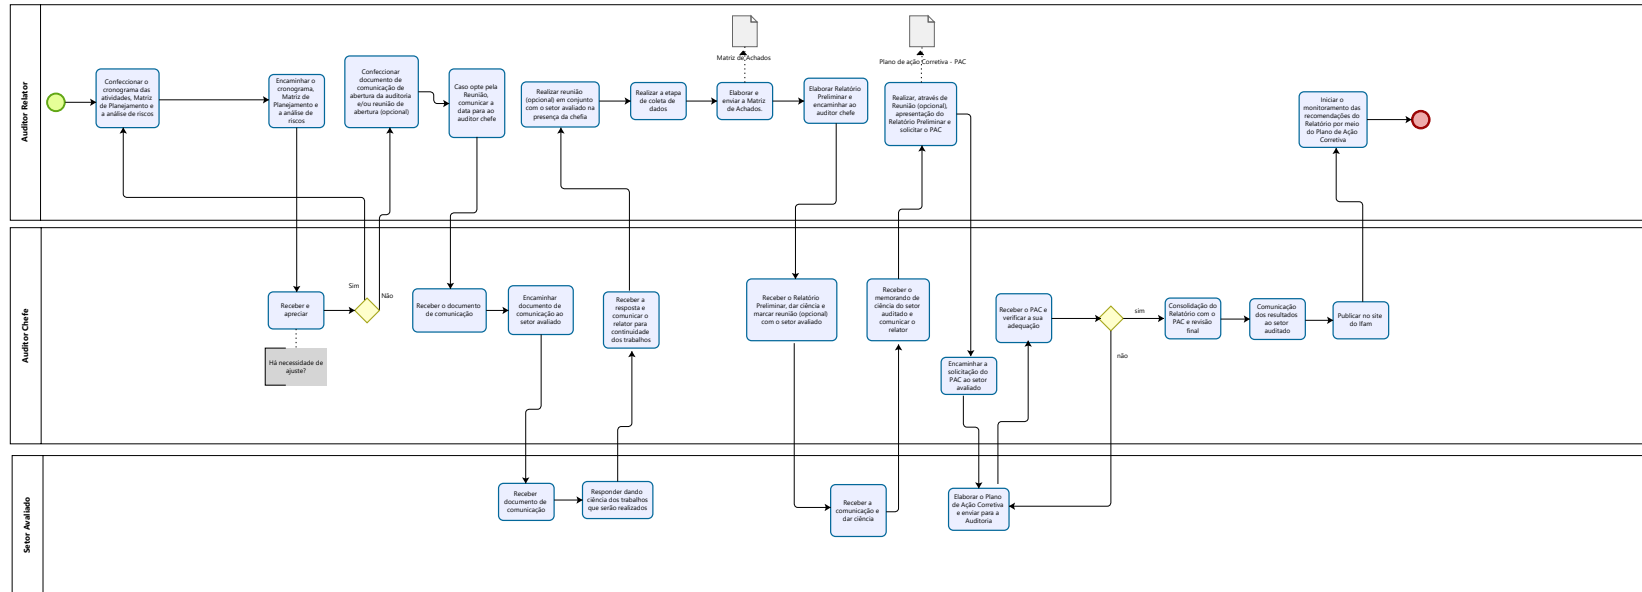 Auditor Relator
Confeccionar o
cronograma das
atividades, Matriz
de Planejamento e
a análise de riscos
Encaminhar o
cronograma,
Matriz de
Planejamento e
a análise de
riscos
Confeccionar
documento de
comunicação de
abertura da auditoria
e/ou reunião de
abertura (opcional)
Caso opte pela
Reunião,
comunicar a
data para ao
auditor chefe
Realizar reunião
(opcional) em conjunto
com o setor avaliado na
presença da chefia
Realizar a etapa
de coleta de
dados
Matriz de Achados
Elaborar e
enviar a Matriz
de Achados.
Elaborar Relatório
Preliminar e
encaminhar ao
auditor chefe
Plano de ação Corretiva - PAC
Realizar, através de
Reunião (opcional),
apresentação do
Relatório Preliminar e
solicitar o PAC
Iniciar o
monitoramento das
recomendações do
Relatório por meio
do Plano de Ação
Corretiva
Auditor Chefe
Receber e
apreciar
Há necessidade de
ajuste?
Sim
Não
Receber o documento
de comunicação
Encaminhar
documento de
comunicação ao
setor avaliado
Receber a
resposta e
comunicar o
relator para
continuidade
dos trabalhos
Receber o Relatório
Preliminar, dar ciência e
marcar reunião (opcional)
com o setor avaliado
Receber o
memorando de
ciência do setor
auditado e
comunicar o
relator
Encaminhar a
solicitação do
PAC ao setor
avaliado
Receber o PAC e
verificar a sua
adequação
sim
não
Consolidação do
Relatório com o
PAC e revisão
final
Comunicação
dos resultados
ao setor
auditado
Publicar no site
do Ifam
Setor Avaliado
Receber
documento de
comunicação
Responder dando
ciência dos trabalhos
que serão realizados
Receber a
comunicação e
dar ciência
Elaborar o Plano
de Ação Corretiva
e enviar para a
Auditoria